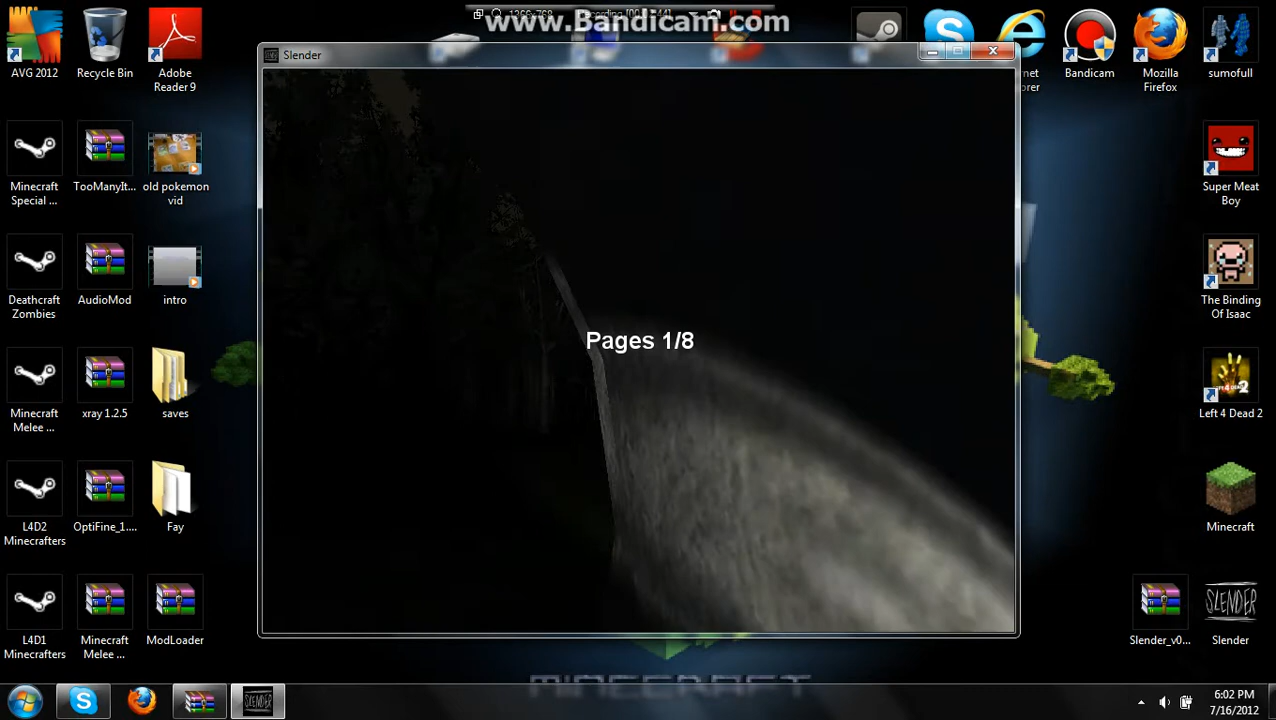 www.Bandicam.com
Slender
Pages 1/8
AVG 2012
Recycle Bin
Adobe
Reader 9
Minecraft
Special ...
TooManyIt...
old pokemon
vid
Deathcraft
Zombies
AudioMod
intro
Minecraft
Melee ...
xray 1.2.5
saves
L4D2
Minecrafters
OptiFine_1....
Fay
L4D1
Minecrafters
Minecraft
Melee ...
ModLoader
Bandicam
Mozilla
Firefox
sumofull
Super Meat
Boy
The Binding
Of Isaac
Left 4 Dead 2
Minecraft
Slender_v0...
SLENDER
Slender
SLENDER
6:02 PM
7/16/2012